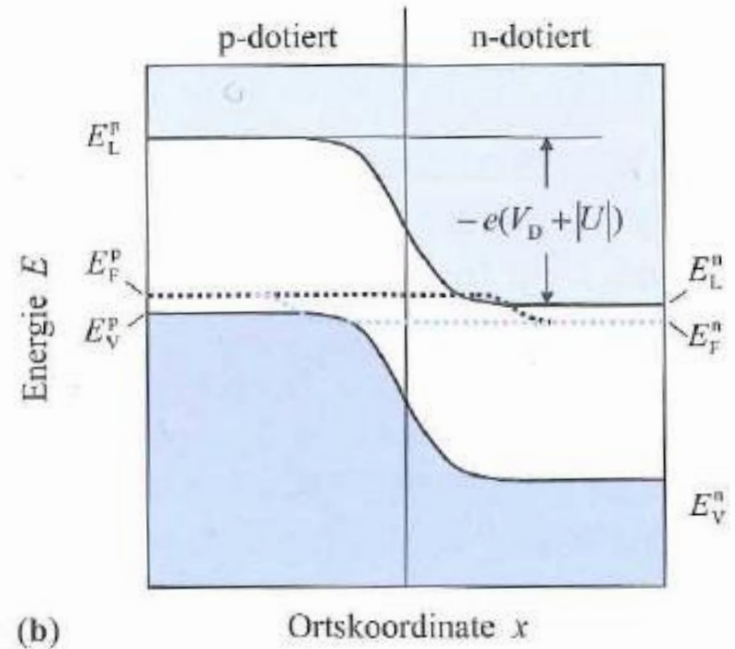 p-dotiert
n-dotiert
E_L^p
−e(V_D + |U|)
E_F^p
E_V^p
E_L^n
E_F^n
E_V^n
Energie E
(b)
Ortskoordinate x